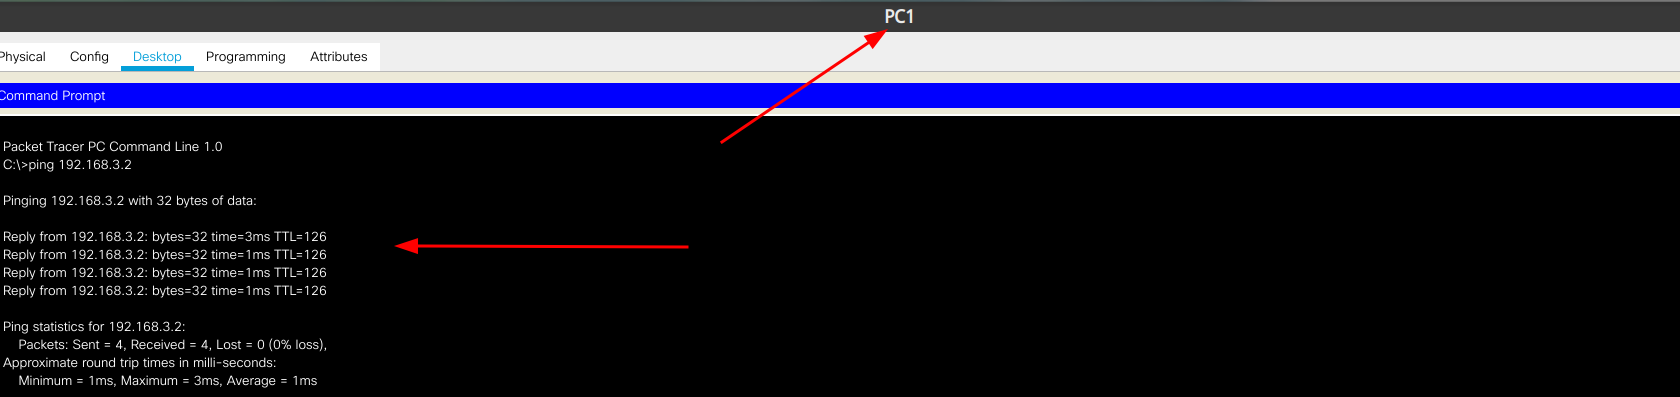 PC1
Physical Config Desktop Programming Attributes
Command Prompt
Packet Tracer PC Command Line 1.0
C:\>ping 192.168.3.2
Pinging 192.168.3.2 with 32 bytes of data:
Reply from 192.168.3.2: bytes=32 time=3ms TTL=126
Reply from 192.168.3.2: bytes=32 time=1ms TTL=126
Reply from 192.168.3.2: bytes=32 time=1ms TTL=126
Reply from 192.168.3.2: bytes=32 time=1ms TTL=126
Ping statistics for 192.168.3.2:
Packets: Sent = 4, Received = 4, Lost = 0 (0% loss),
Approximate round trip times in milli-seconds:
Minimum = 1ms, Maximum = 3ms, Average = 1ms